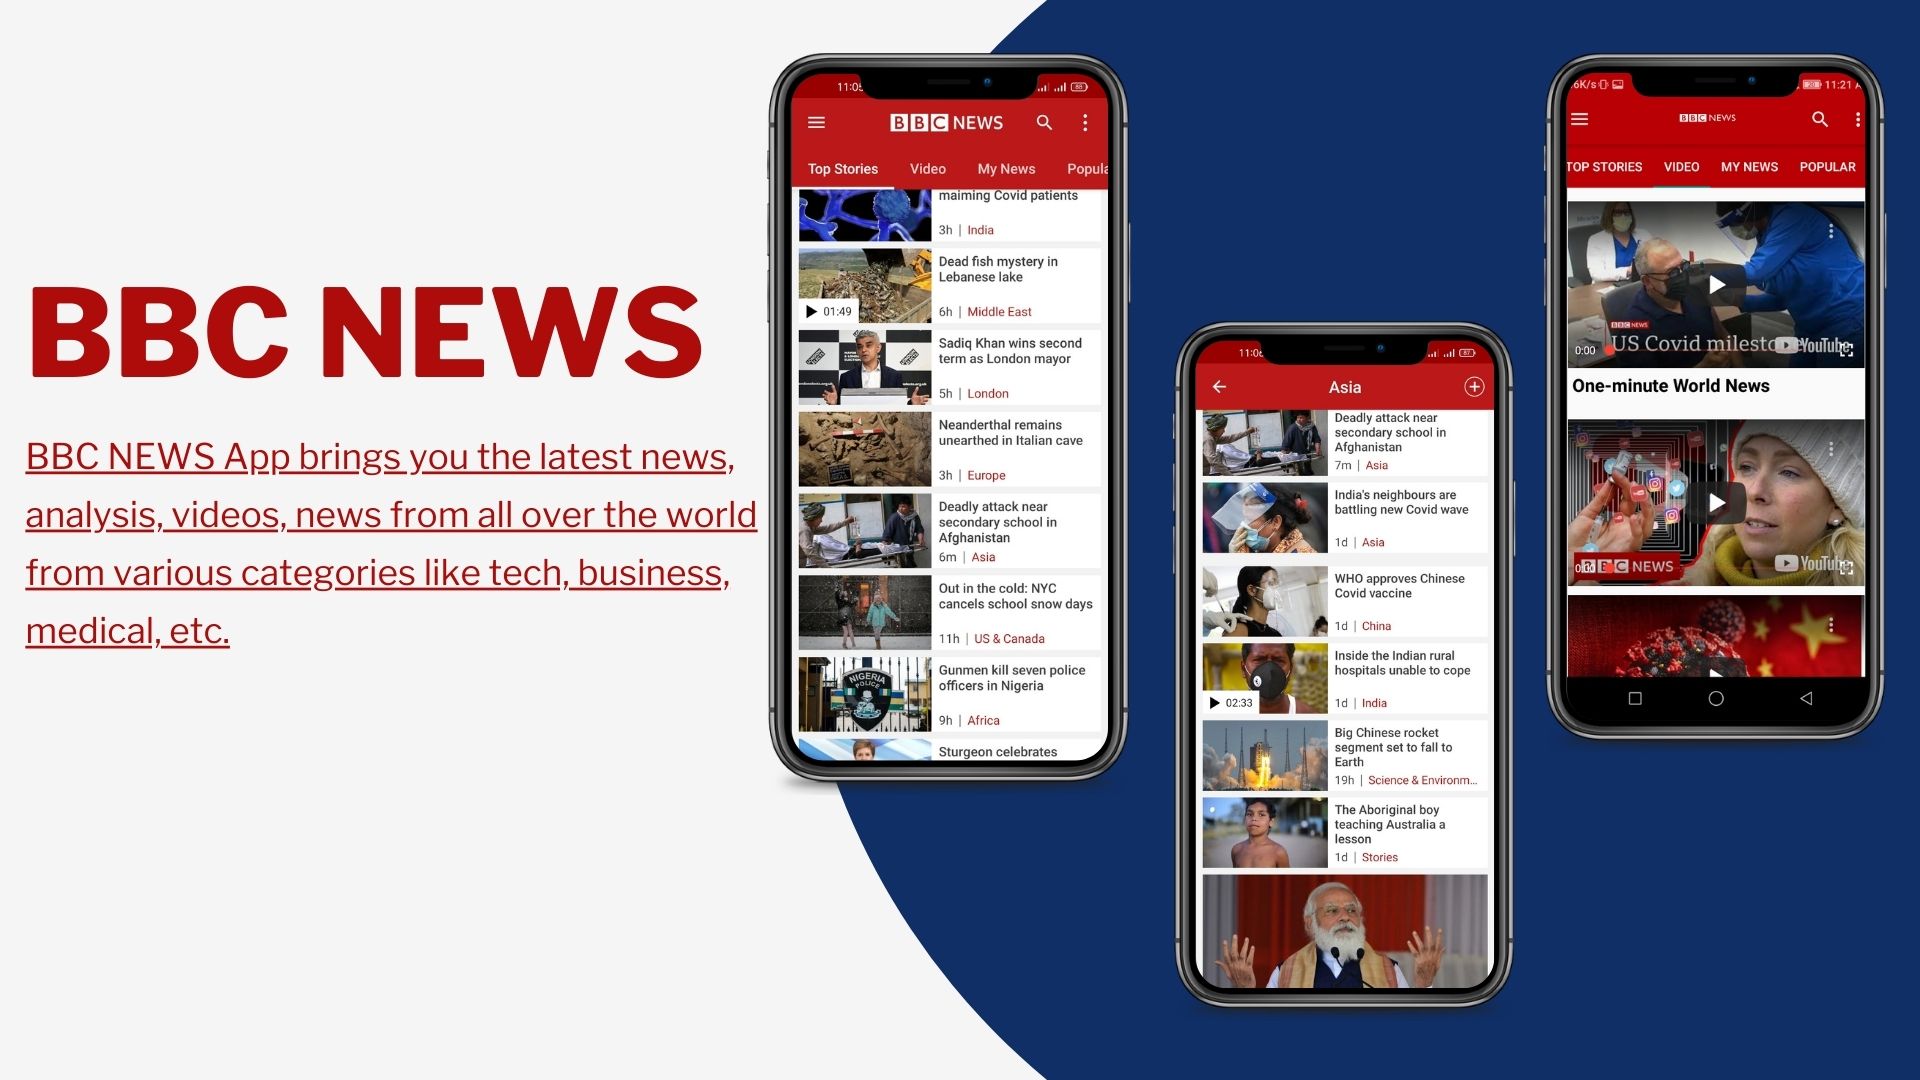 BBC NEWS
BBC NEWS App brings you the latest news,
analysis, videos, news from all over the world
from various categories like tech, business,
medical, etc.
11:05
88
BBC NEWS
Top Stories Video My News Popula
maiming Covid patients
3h | India
Dead fish mystery in
Lebanese lake
01:49
6h | Middle East
Sadiq Khan wins second
term as London mayor
5h | London
Neanderthal remains
unearthed in Italian cave
3h | Europe
Deadly attack near
secondary school in
Afghanistan
6m | Asia
Out in the cold: NYC
cancels school snow days
11h | US & Canada
NIGERIA
POLICE
Gunmen kill seven police
officers in Nigeria
9h | Africa
Sturgeon celebrates
11:06
87
Asia
Deadly attack near
secondary school in
Afghanistan
7m | Asia
India's neighbours are
battling new Covid wave
1d | Asia
WHO approves Chinese
Covid vaccine
1d | China
Inside the Indian rural
hospitals unable to cope
02:33
1d | India
Big Chinese rocket
segment set to fall to
Earth
19h | Science & Environm...
The Aboriginal boy
teaching Australia a
lesson
1d | Stories
.6K/s
20 11:21
BBC NEWS
TOP STORIES VIDEO MY NEWS POPULAR
BBC NEWS
US Covid milesto
0:00
YouTube
One-minute World News
0:00
BBC NEWS
YouTube